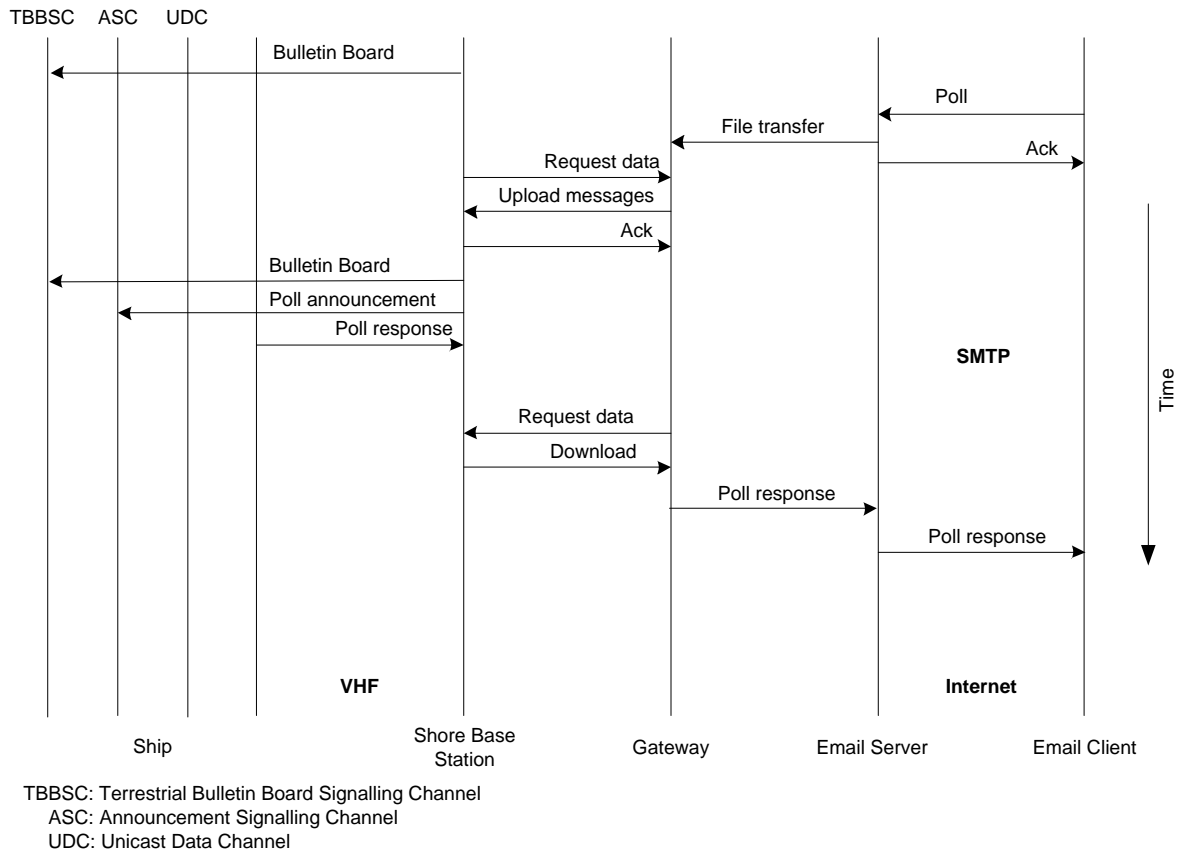 TBBSC ASC UDC
Bulletin Board
Poll
File transfer
Ack
Request data
Upload messages
Ack
Bulletin Board
Poll announcement
Poll response
SMTP
Time
Request data
Download
Poll response
Poll response
VHF
Internet
Ship
Shore Base
Station
Gateway
Email Server
Email Client
TBBSC: Terrestrial Bulletin Board Signalling Channel
ASC: Announcement Signalling Channel
UDC: Unicast Data Channel